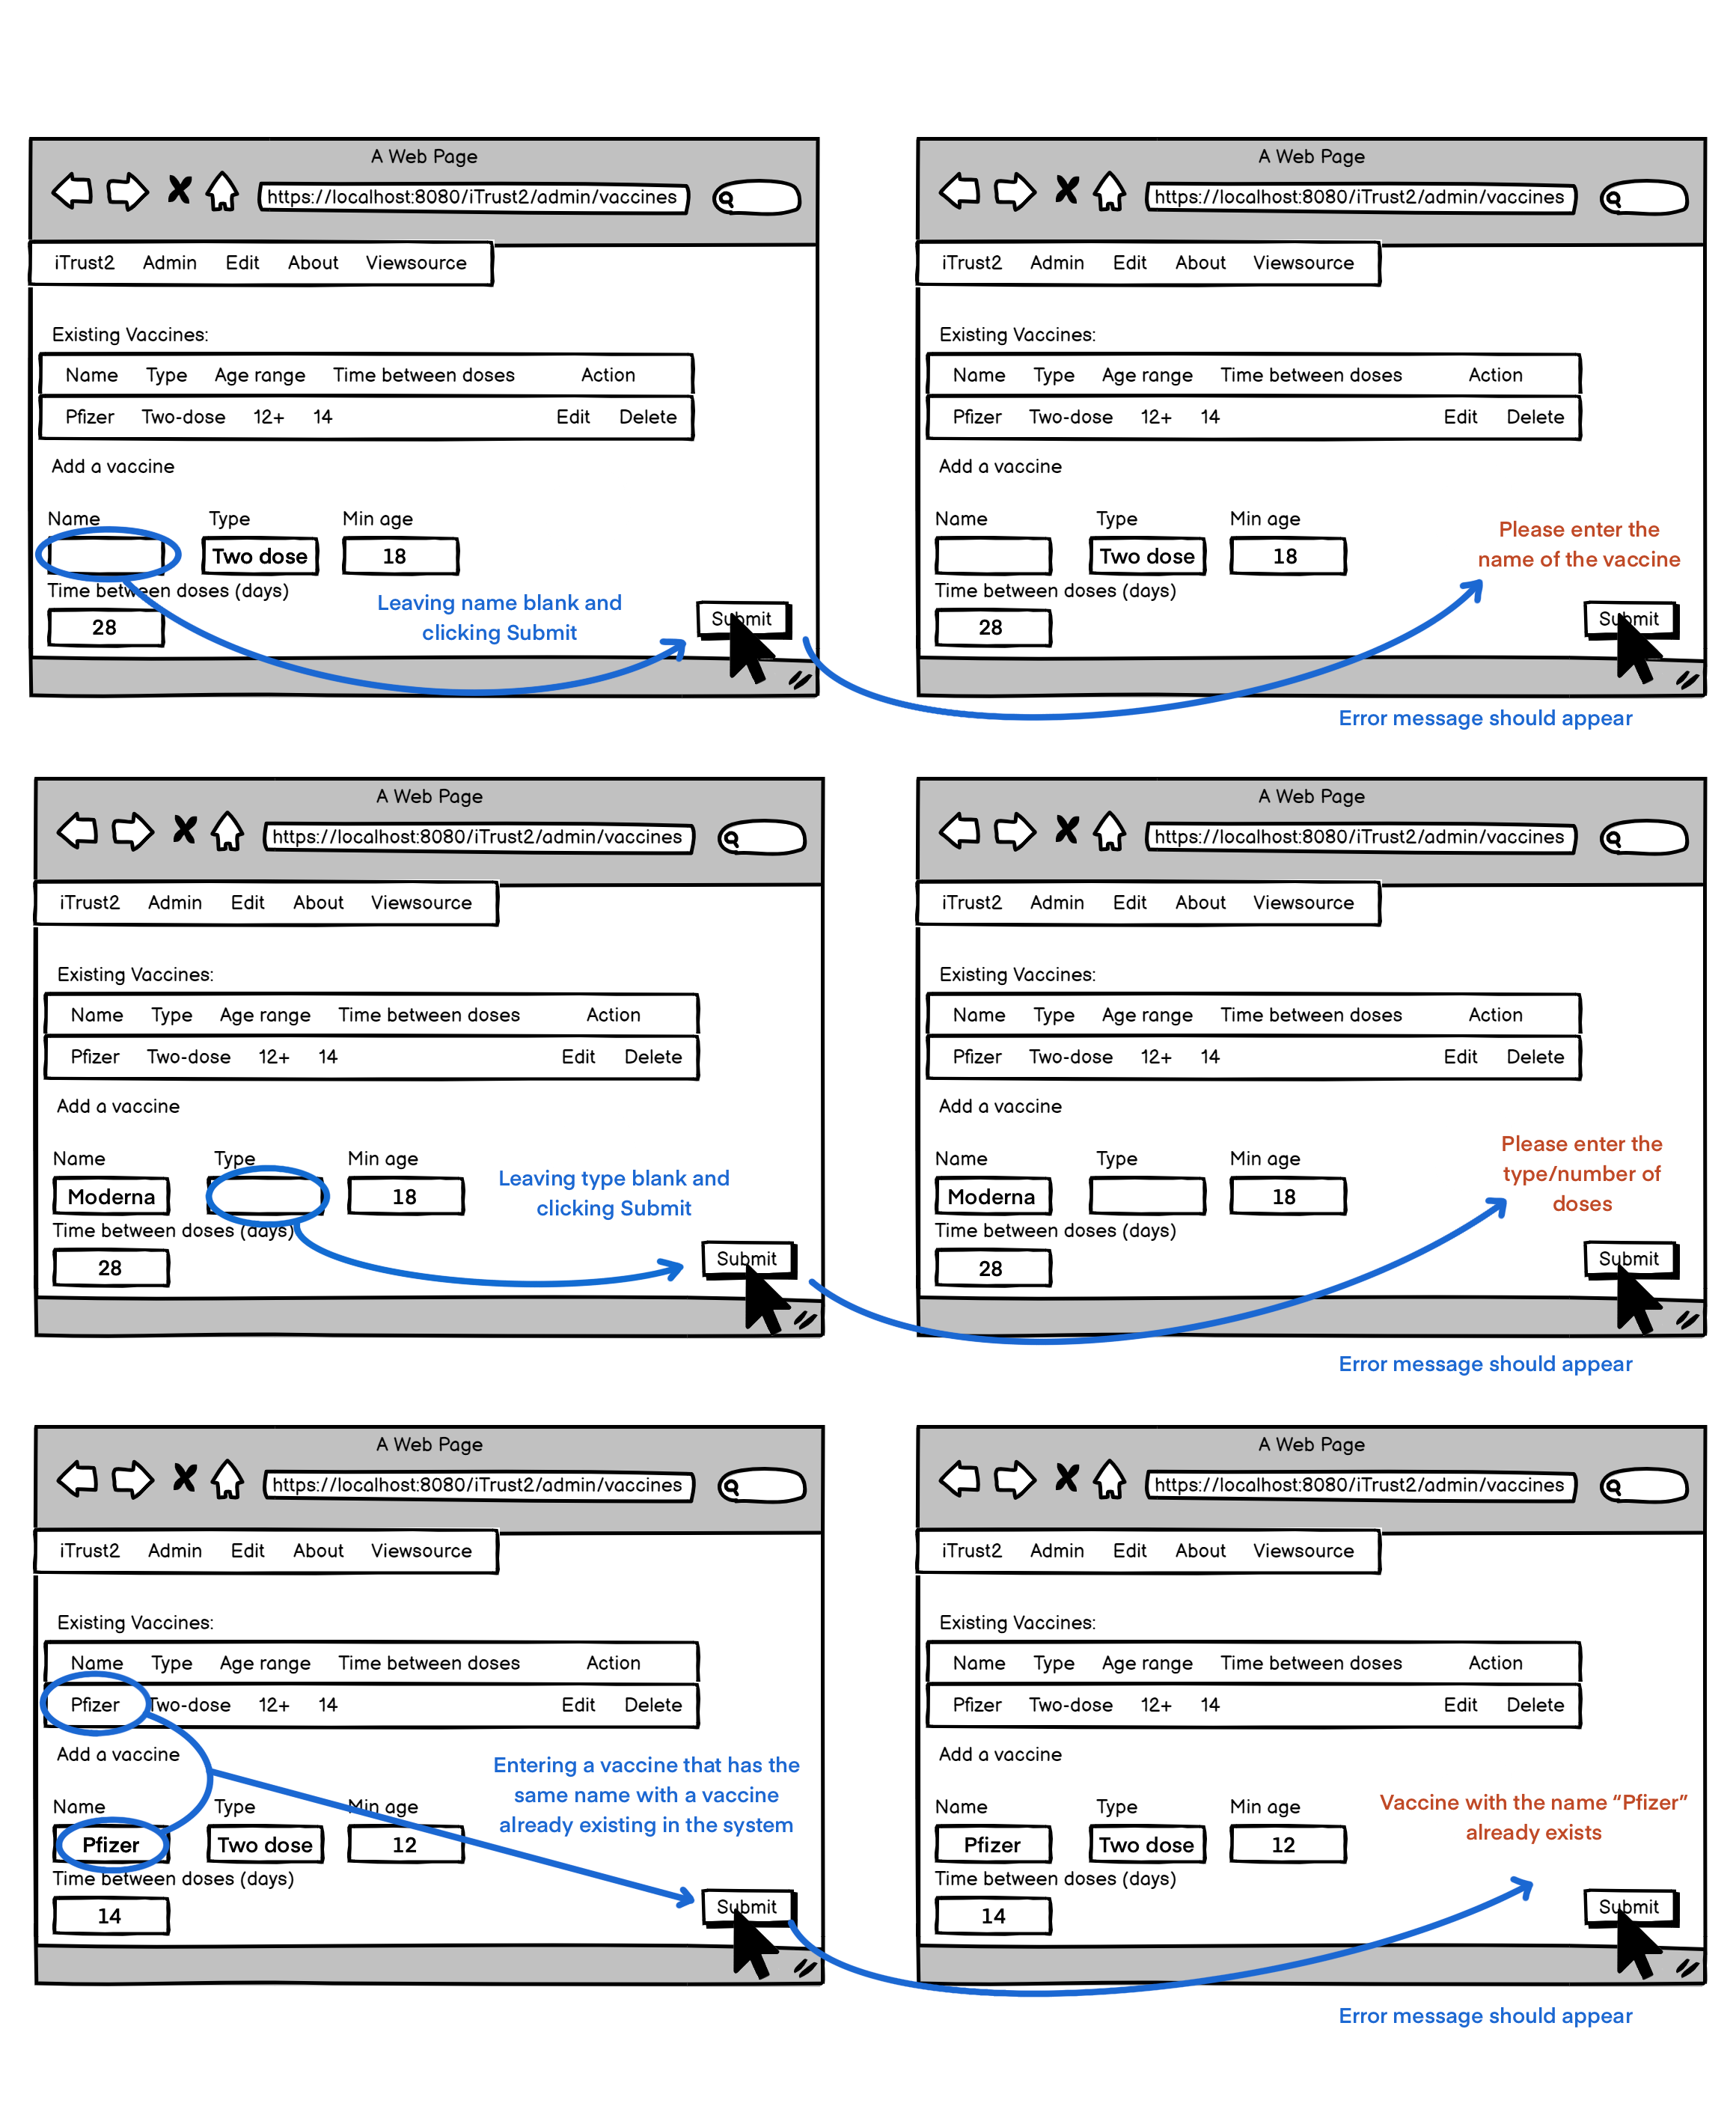 A Web Page
https://localhost:8080/iTrust2/admin/vaccines
iTrust2 Admin Edit About Viewsource
Existing Vaccines:
Name Type Age range Time between doses Action
Pfizer Two-dose 12+ 14 Edit Delete
Add a vaccine
Name Type Min age
Two dose 18
Time between doses (days)
28
Leaving name blank and
clicking Submit
Submit
A Web Page
https://localhost:8080/iTrust2/admin/vaccines
iTrust2 Admin Edit About Viewsource
Existing Vaccines:
Name Type Age range Time between doses Action
Pfizer Two-dose 12+ 14 Edit Delete
Add a vaccine
Name Type Min age
Two dose 18
Please enter the
name of the vaccine
Time between doses (days)
28
Submit
Error message should appear
A Web Page
https://localhost:8080/iTrust2/admin/vaccines
iTrust2 Admin Edit About Viewsource
Existing Vaccines:
Name Type Age range Time between doses Action
Pfizer Two-dose 12+ 14 Edit Delete
Add a vaccine
Name Type Min age
Moderna 18
Leaving type blank and
clicking Submit
Time between doses (days)
28
Submit
A Web Page
https://localhost:8080/iTrust2/admin/vaccines
iTrust2 Admin Edit About Viewsource
Existing Vaccines:
Name Type Age range Time between doses Action
Pfizer Two-dose 12+ 14 Edit Delete
Add a vaccine
Name Type Min age
Moderna 18
Please enter the
type/number of
doses
Time between doses (days)
28
Submit
Error message should appear
A Web Page
https://localhost:8080/iTrust2/admin/vaccines
iTrust2 Admin Edit About Viewsource
Existing Vaccines:
Name Type Age range Time between doses Action
Pfizer Two-dose 12+ 14 Edit Delete
Add a vaccine
Entering a vaccine that has the
same name with a vaccine
already existing in the system
Name Type Min age
Pfizer Two dose 12
Time between doses (days)
14
Submit
A Web Page
https://localhost:8080/iTrust2/admin/vaccines
iTrust2 Admin Edit About Viewsource
Existing Vaccines:
Name Type Age range Time between doses Action
Pfizer Two-dose 12+ 14 Edit Delete
Add a vaccine
Name Type Min age
Pfizer Two dose 12
Vaccine with the name “Pfizer”
already exists
Time between doses (days)
14
Submit
Error message should appear